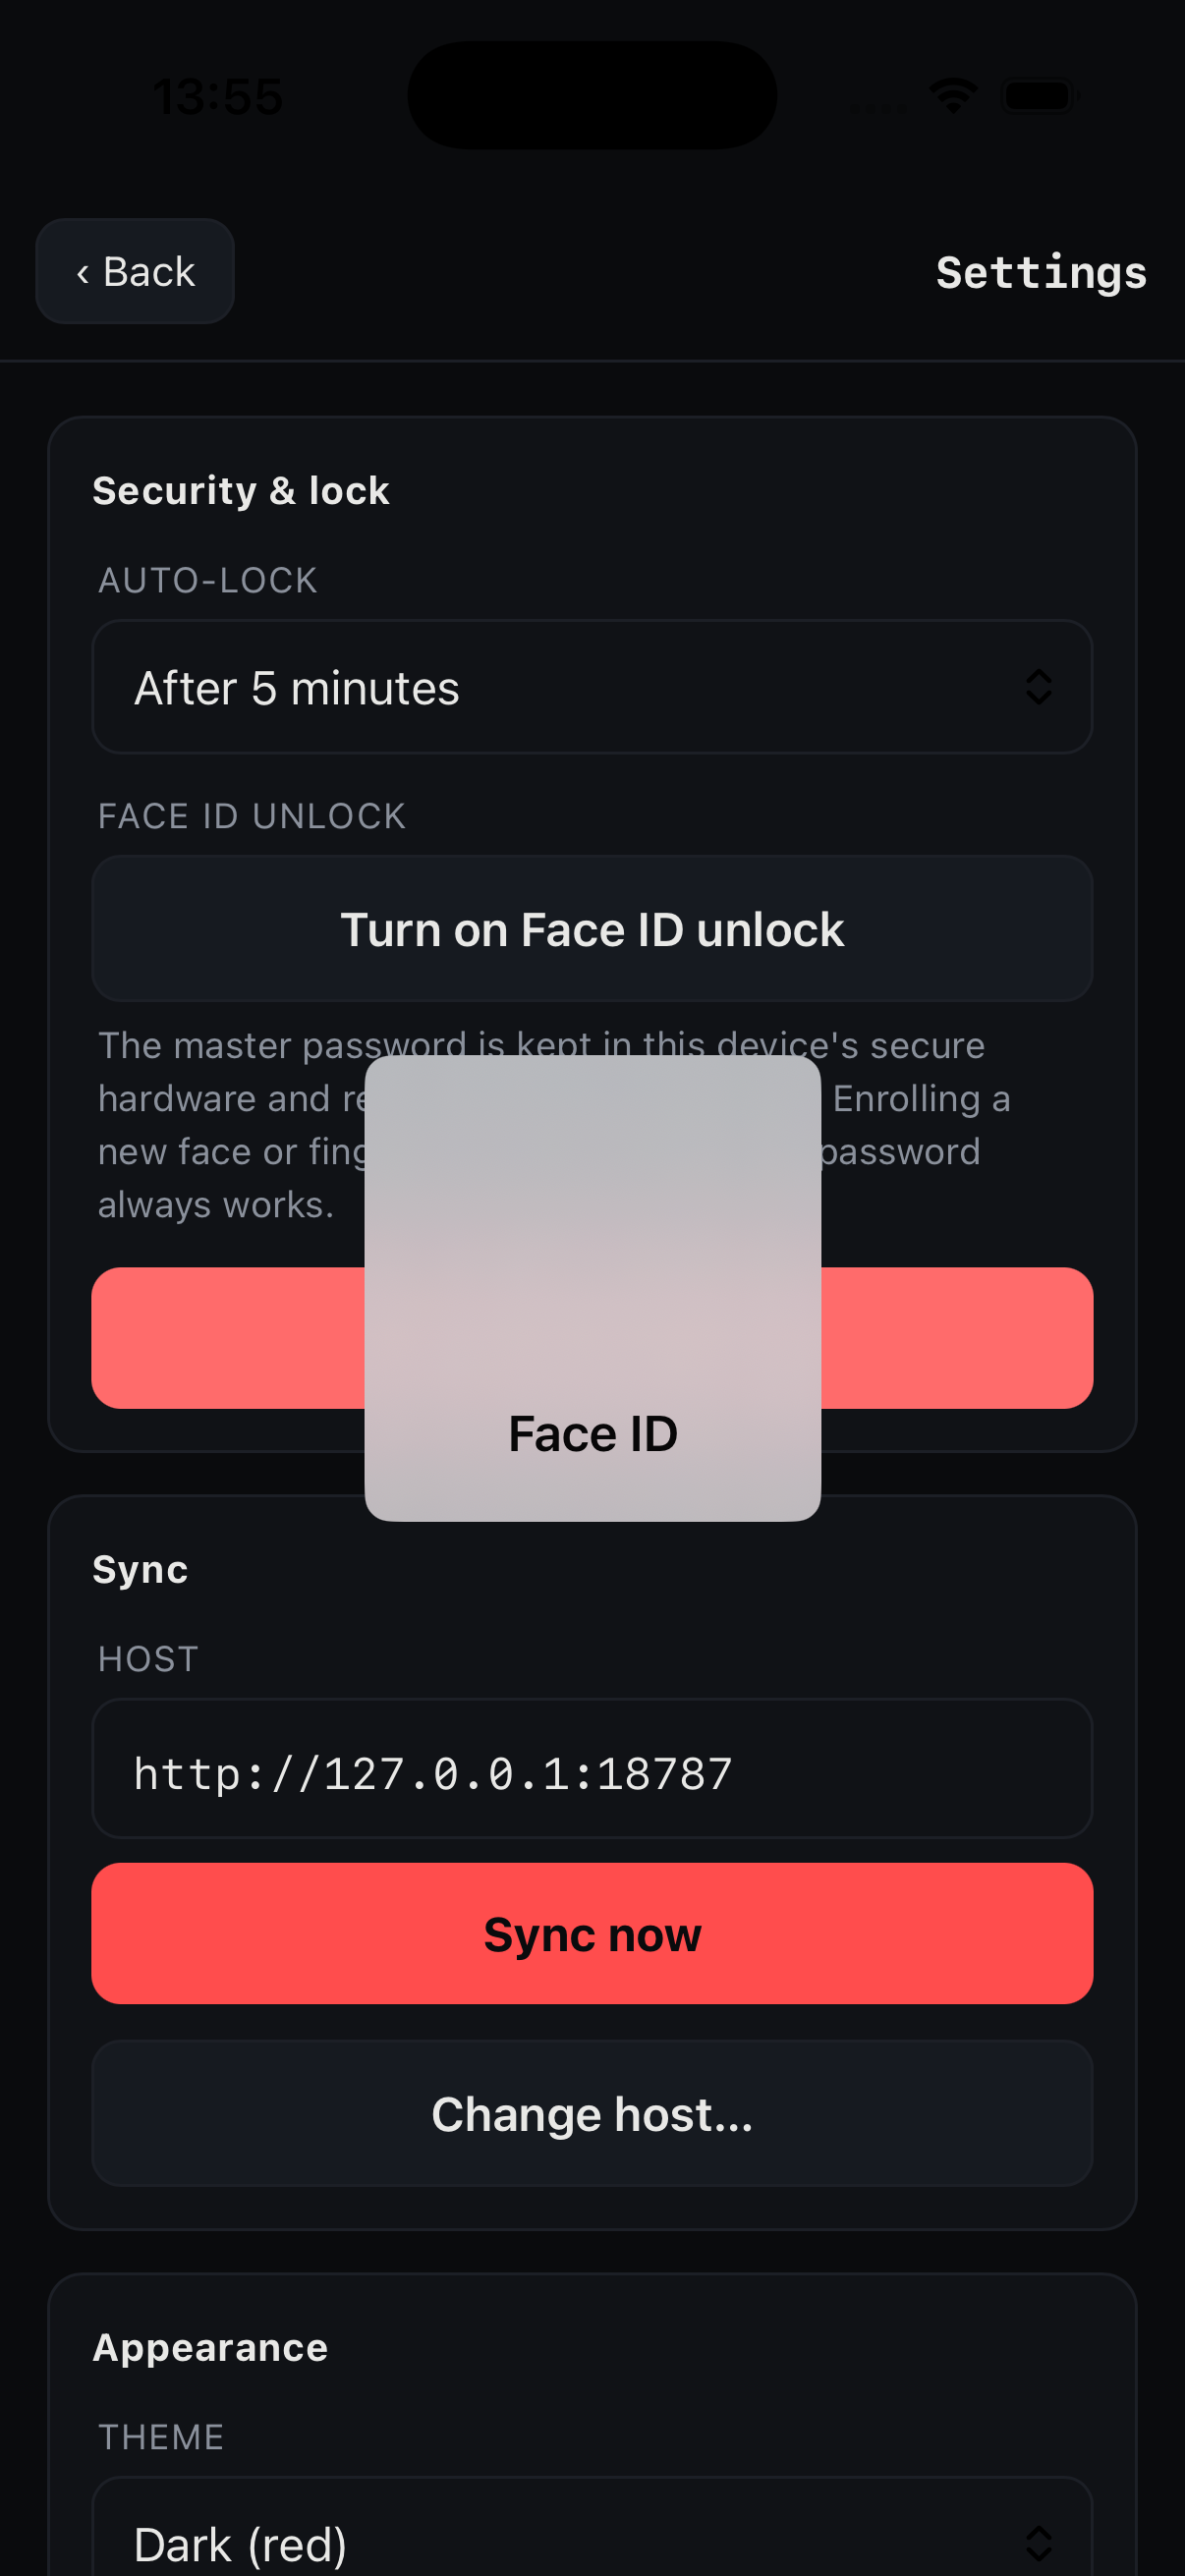 13:55
‹ Back
Settings
Security & lock
AUTO-LOCK
After 5 minutes
FACE ID UNLOCK
Turn on Face ID unlock
The master password is kept in this device's secure
hardware and Enrolling a
new face or password
always works.
Face ID
Sync
HOST
http://127.0.0.1:18787
Sync now
Change host...
Appearance
THEME
Dark (red)